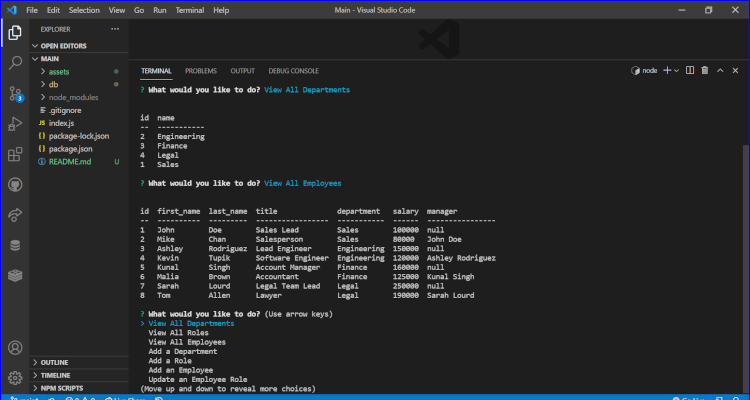 File Edit Selection View Go Run Terminal Help
Main - Visual Studio Code
EXPLORER
OPEN EDITORS
MAIN
assets
db
node_modules
.gitignore
JS index.js
{} package-lock.json
{} package.json
README.md U
OUTLINE
TIMELINE
NPM SCRIPTS
3
1
TERMINAL PROBLEMS OUTPUT DEBUG CONSOLE
node
? What would you like to do? View All Departments
id name
-- -----------
2 Engineering
3 Finance
4 Legal
1 Sales
? What would you like to do? View All Employees
id first_name last_name title department salary manager
-- ---------- --------- ----------------- ----------- ------ ----------------
1 John Doe Sales Lead Sales 100000 null
2 Mike Chan Salesperson Sales 80000 John Doe
3 Ashley Rodriguez Lead Engineer Engineering 150000 null
4 Kevin Tupik Software Engineer Engineering 120000 Ashley Rodriguez
5 Kunal Singh Account Manager Finance 160000 null
6 Malia Brown Accountant Finance 125000 Kunal Singh
7 Sarah Lourd Legal Team Lead Legal 250000 null
8 Tom Allen Lawyer Legal 190000 Sarah Lourd
? What would you like to do? (Use arrow keys)
> View All Departments
View All Roles
View All Employees
Add a Department
Add a Role
Add an Employee
Update an Employee Role
(Move up and down to reveal more choices)